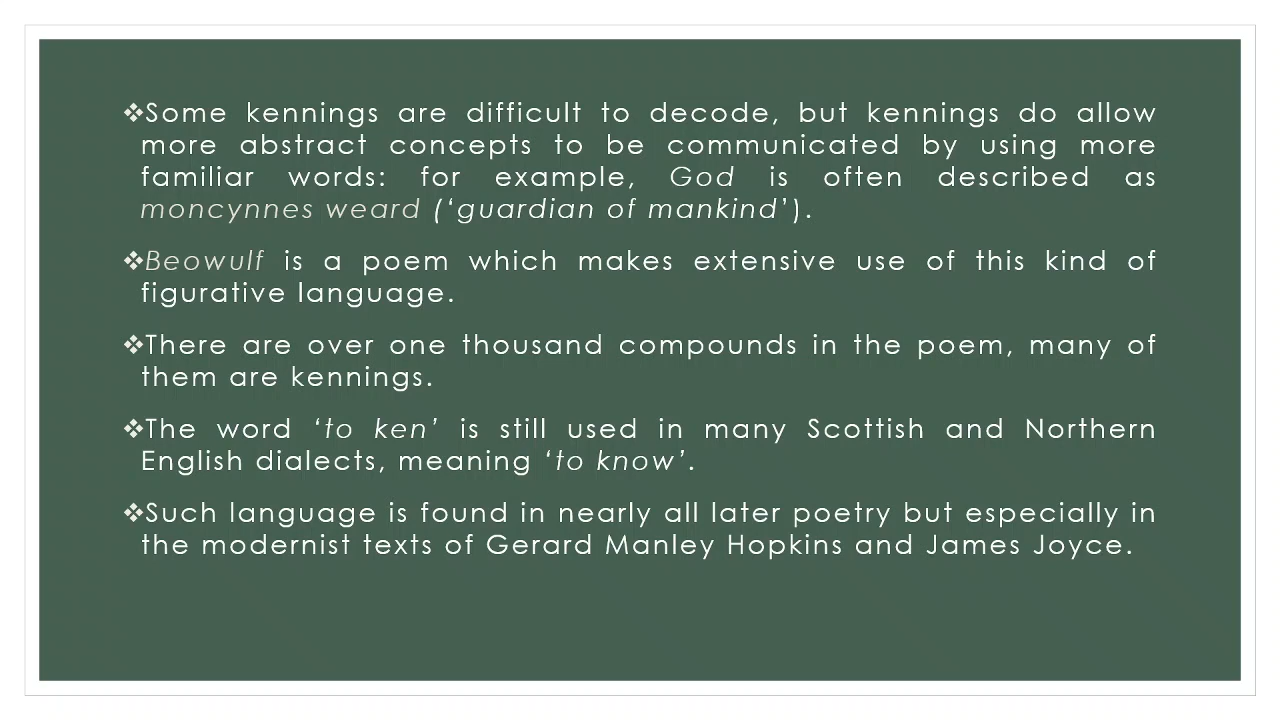 ❖Some kennings are difficult to decode, but kennings do allow
more abstract concepts to be communicated by using more
familiar words: for example, God is often described as
moncynnes weard (‘guardian of mankind’).
❖Beowulf is a poem which makes extensive use of this kind of
figurative language.
❖There are over one thousand compounds in the poem, many of
them are kennings.
❖The word ‘to ken’ is still used in many Scottish and Northern
English dialects, meaning ‘to know’.
❖Such language is found in nearly all later poetry but especially in
the modernist texts of Gerard Manley Hopkins and James Joyce.